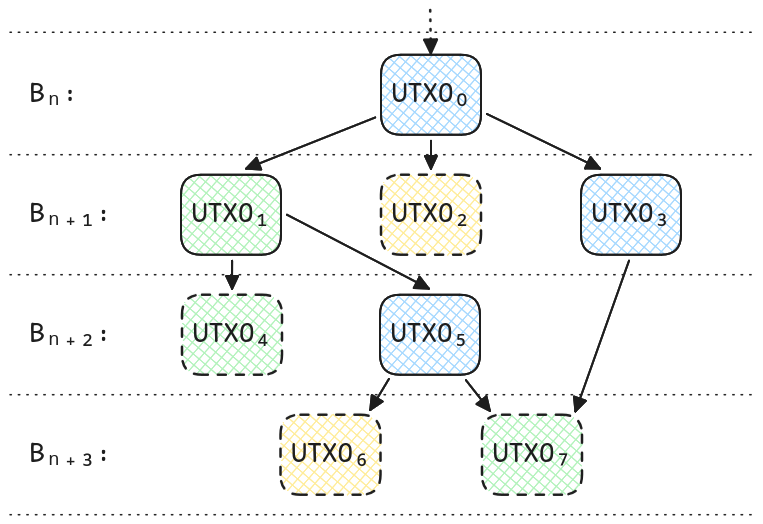 Bn:
UTXO0
Bn + 1:
UTXO1
UTXO2
UTXO3
Bn + 2:
UTXO4
UTXO5
Bn + 3:
UTXO6
UTXO7